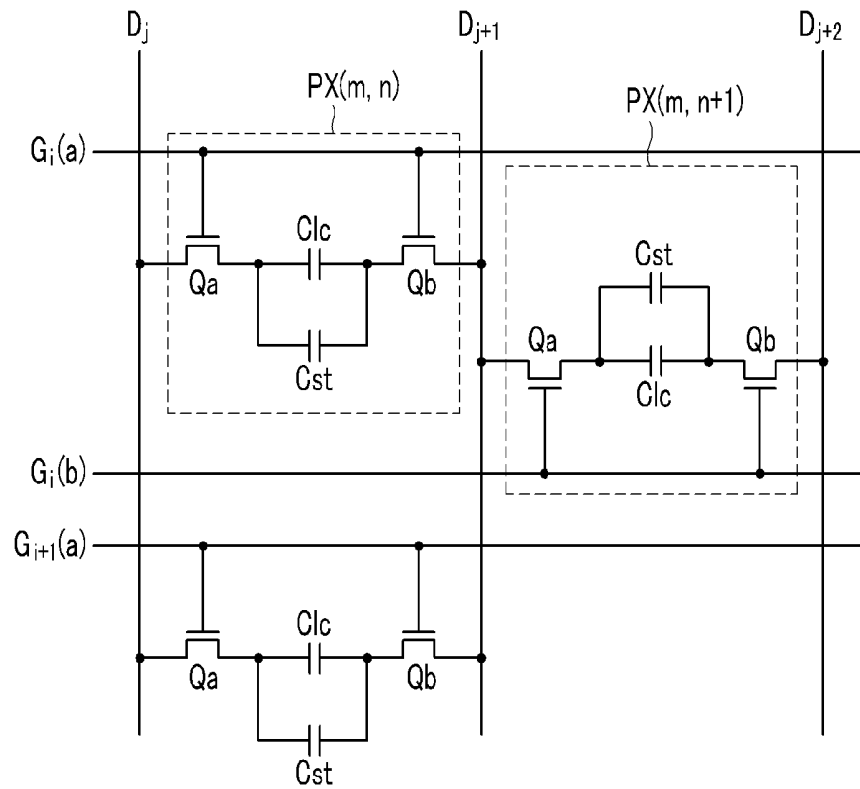 Dj Dj+1 Dj+2
PX(m, n)
PX(m, n+1)
Gi(a)
Clc
Cst
Qa Qb
Qa Qb
Cst
Clc
Gi(b)
Gi+1(a)
Clc
Qa Qb
Cst